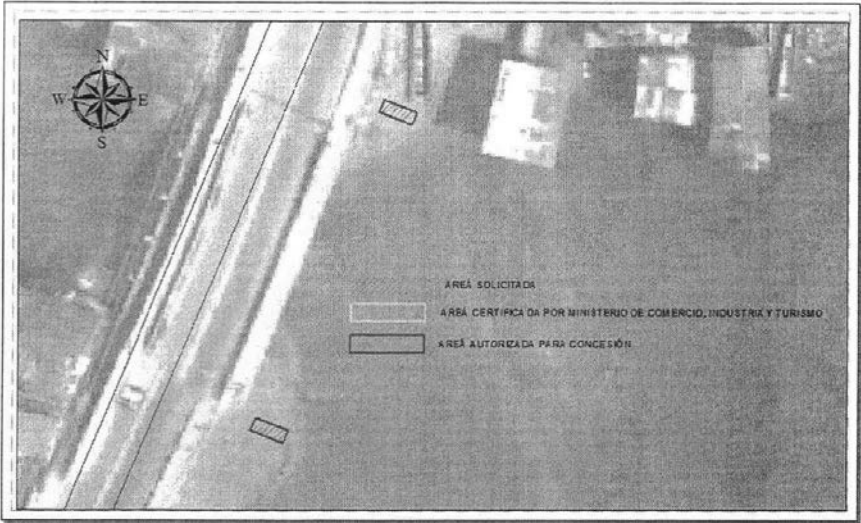 N
W E
S
AREA SOLICITADA
AREA CERTIFICADA POR MINISTERIO DE COMERCIO, INDUSTRIA Y TURISMO
AREA AUTORIZADA PARA CONCESIÓN